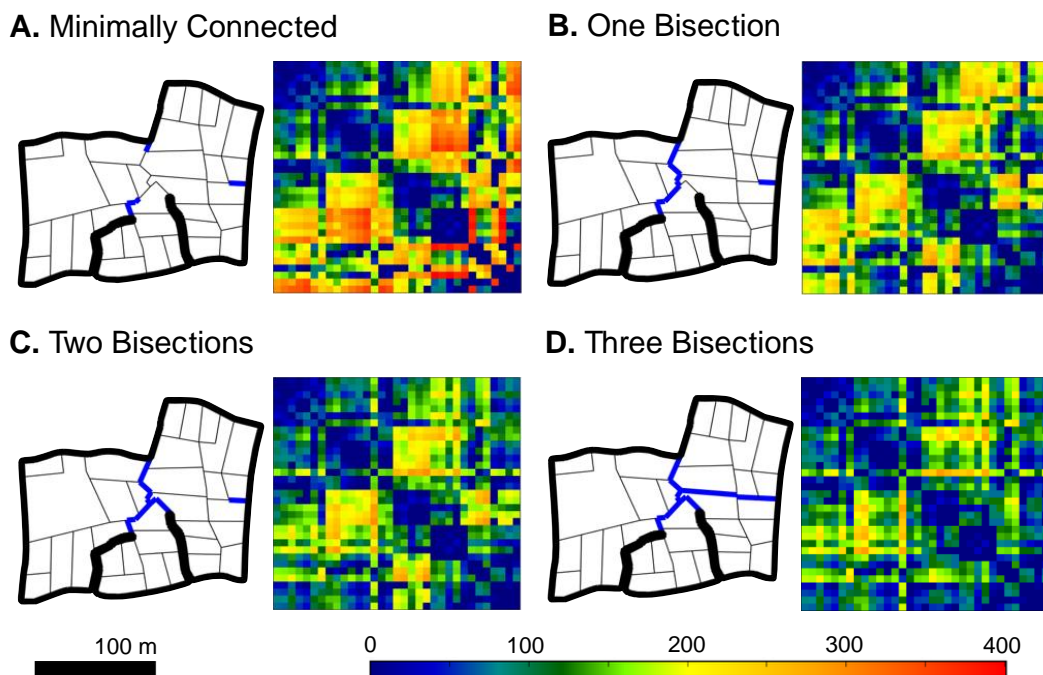 A. Minimally Connected
B. One Bisection
C. Two Bisections
D. Three Bisections
100 m
0 100 200 300 400